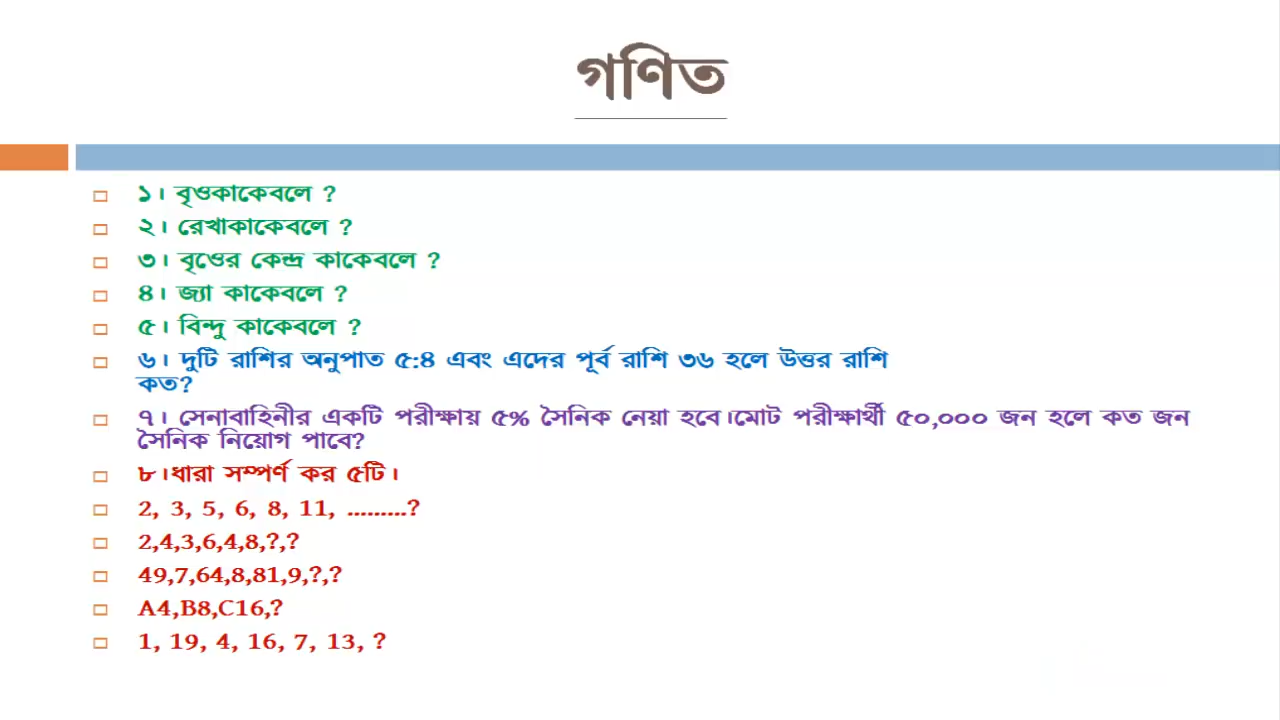 গণিত
১। বৃওকাকেবলে ?
২। রেখাকাকেবলে ?
৩। বৃওের কেন্দ্র কাকেবলে ?
৪। জ্যা কাকেবলে ?
৫। বিন্দু কাকেবলে ?
৬। দুটি রাশির অনুপাত ৫:৪ এবং এদের পূর্ব রাশি ৩৬ হলে উত্তর রাশি
কত?
৭। সেনাবাহিনীর একটি পরীক্ষায় ৫% সৈনিক নেয়া হবে।মোট পরীক্ষার্থী ৫০,০০০ জন হলে কত জন
সৈনিক নিয়োগ পাবে?
৮।ধারা সম্পর্ণ কর ৫টি।
2, 3, 5, 6, 8, 11, .........?
2,4,3,6,4,8,?,?
49,7,64,8,81,9,?,?
A4,B8,C16,?
1, 19, 4, 16, 7, 13, ?